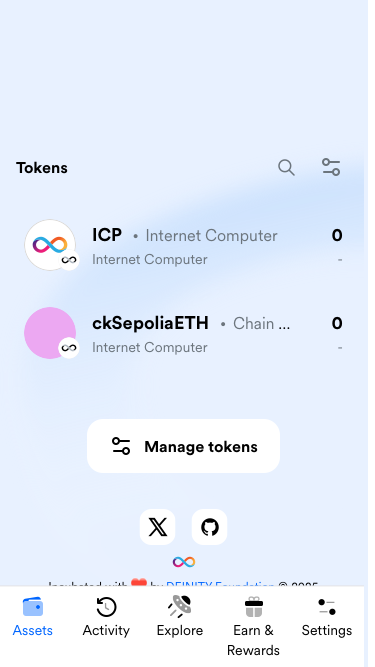 Tokens
ICP • Internet Computer 0
Internet Computer -
ckSepoliaETH • Chain ... 0
Internet Computer -
Manage tokens
Incubated with ❤️ by DFINITY Foundation © 2025
Assets Activity Explore Earn & Rewards Settings